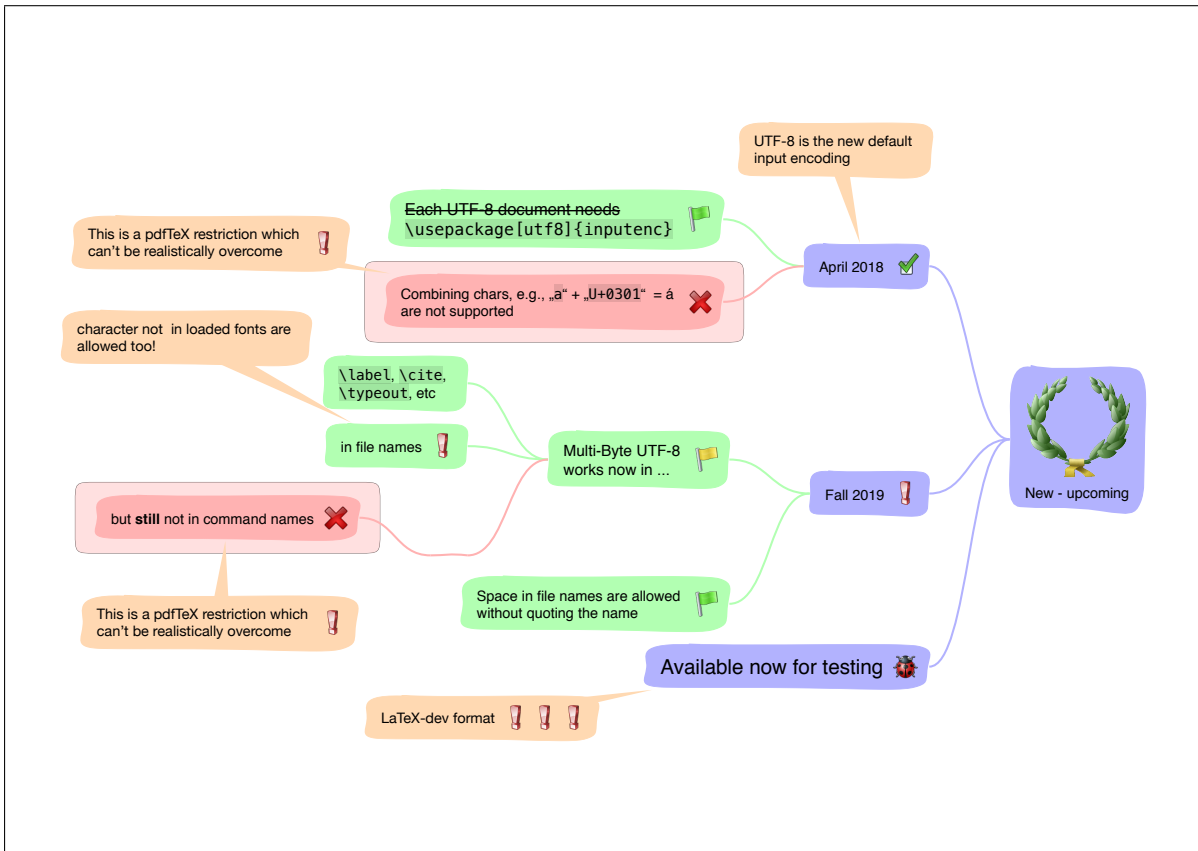 UTF-8 is the new default
input encoding
Each UTF-8 document needs
\usepackage[utf8]{inputenc}
This is a pdfTeX restriction which
can't be realistically overcome
April 2018
Combining chars, e.g., „a“ + „U+0301“ = á
are not supported
character not in loaded fonts are
allowed too!
\label, \cite,
\typeout, etc
in file names
Multi-Byte UTF-8
works now in ...
Fall 2019
New - upcoming
but still not in command names
Space in file names are allowed
without quoting the name
This is a pdfTeX restriction which
can't be realistically overcome
Available now for testing
LaTeX-dev format